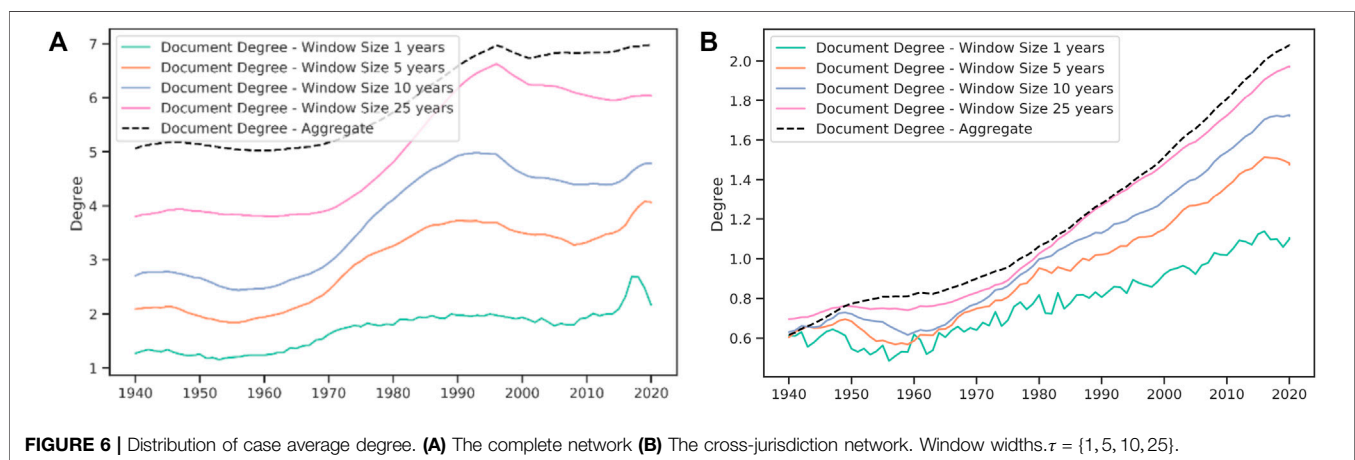 A
Document Degree - Window Size 1 years
Document Degree - Window Size 5 years
Document Degree - Window Size 10 years
Document Degree - Window Size 25 years
Document Degree - Aggregate
Degree
7
6
5
4
3
2
1
1940 1950 1960 1970 1980 1990 2000 2010 2020
B
Document Degree - Window Size 1 years
Document Degree - Window Size 5 years
Document Degree - Window Size 10 years
Document Degree - Window Size 25 years
Document Degree - Aggregate
Degree
2.0
1.8
1.6
1.4
1.2
1.0
0.8
0.6
1940 1950 1960 1970 1980 1990 2000 2010 2020
FIGURE 6 | Distribution of case average degree. (A) The complete network (B) The cross-jurisdiction network. Window widths.τ = {1, 5, 10, 25}.